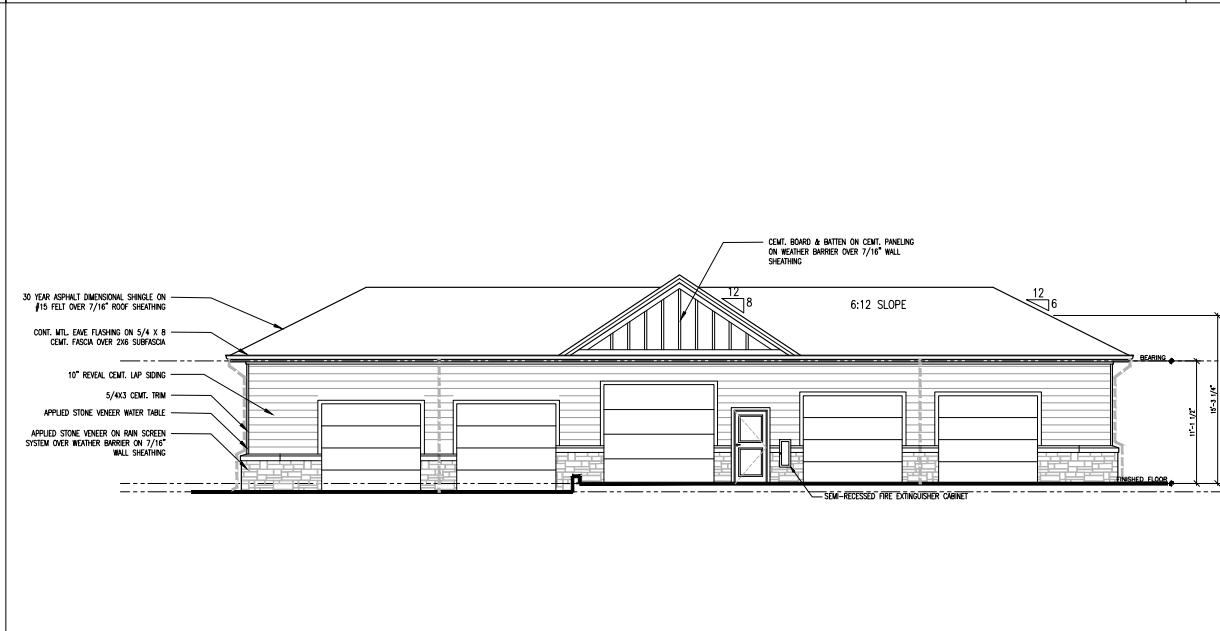 CEMT. BOARD & BATTEN ON CEMT. PANELING
ON WEATHER BARRIER OVER 7/16" WALL
SHEATHING
30 YEAR ASPHALT DIMENSIONAL SHINGLE ON
#15 FELT OVER 7/16" ROOF SHEATHING
12
8
6:12 SLOPE
12
6
CONT. MTL. EAVE FLASHING ON 5/4 X 8
CEMT. FASCIA OVER 2X6 SUBFASCIA
BEARING
10" REVEAL CEMT. LAP SIDING
5/4X3 CEMT. TRIM
APPLIED STONE VENEER WATER TABLE
APPLIED STONE VENEER ON RAIN SCREEN
SYSTEM OVER WEATHER BARRIER ON 7/16"
WALL SHEATHING
11'-1 1/2"
15'-3 1/4"
FINISHED FLOOR
SEMI-RECESSED FIRE EXTINGUISHER CABINET